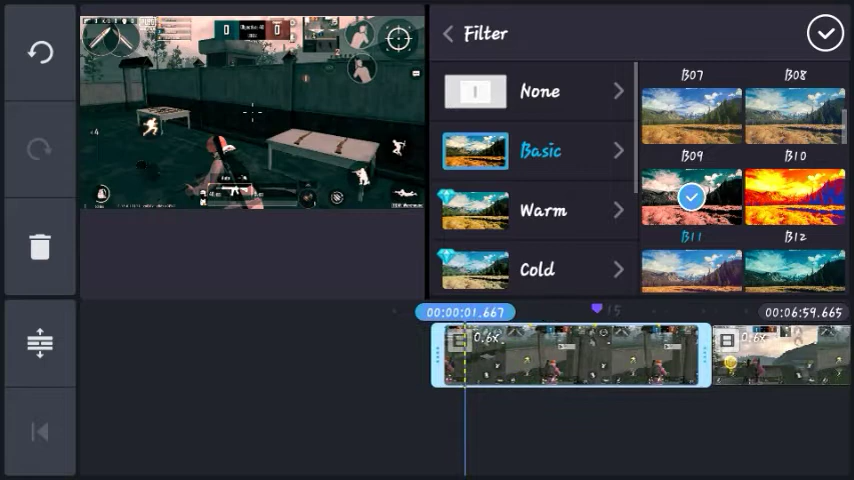 Filter
None
Basic
Warm
Cold
B07
B08
B09
B10
B11
B12
00:00:01.667
15
00:06:59.665
0.6x
0.6x